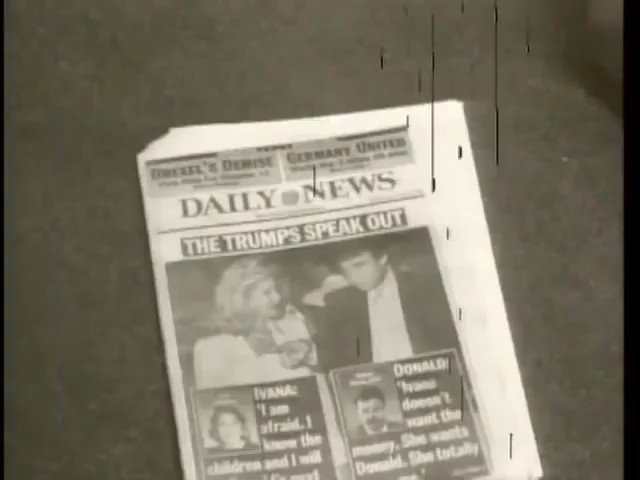 DREXEL'S DEMISE
GERMANY UNITED
DAILY NEWS
THE TRUMPS SPEAK OUT
IVANA:
'I am
afraid. I
know the
children and I will
DONALD:
'Ivana
doesn't
want the
money. She wants
Donald. She totally